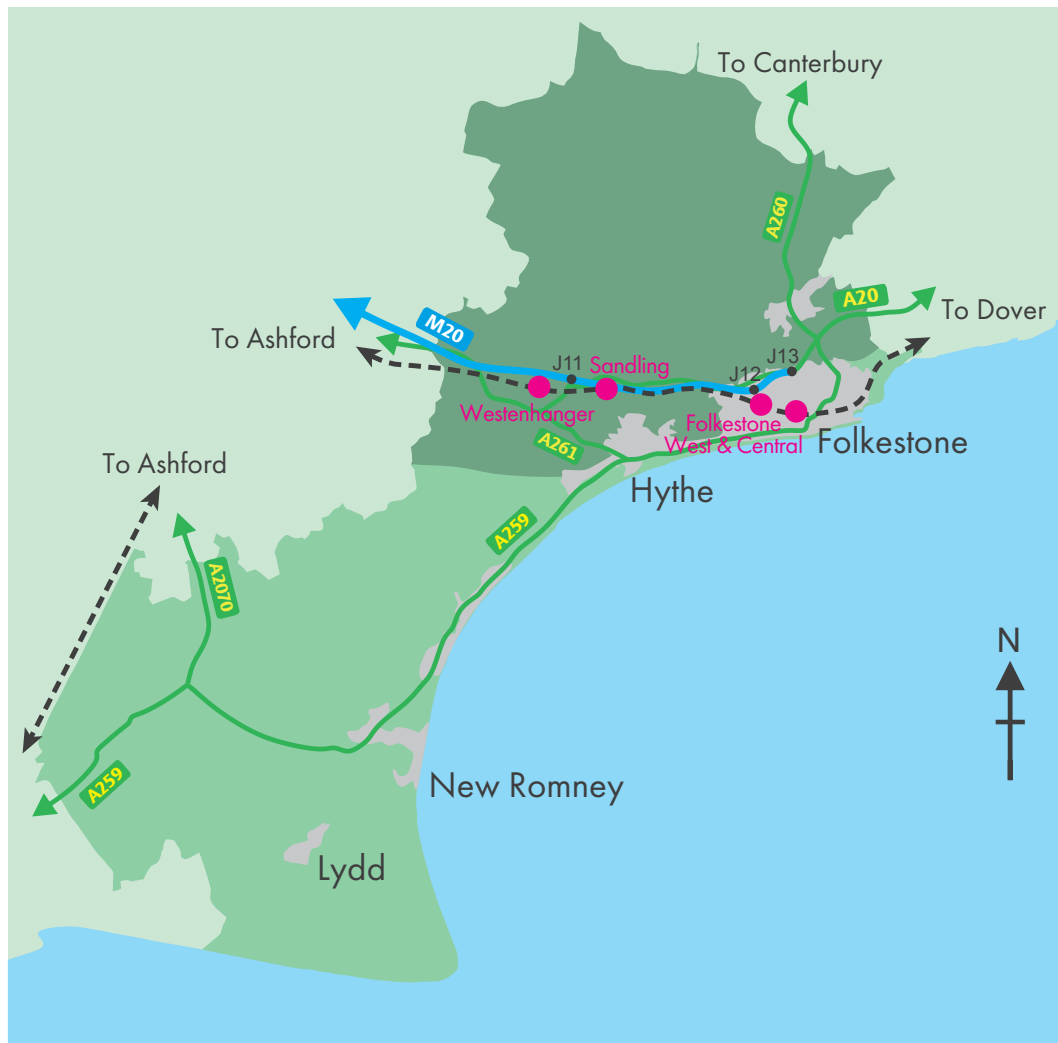 To Canterbury
A260
A20
To Dover
M20
To Ashford
J11
Sandling
J13
J12
Westenhanger
Folkestone
West & Central
Folkestone
A261
To Ashford
Hythe
A259
A2070
N
A259
New Romney
Lydd